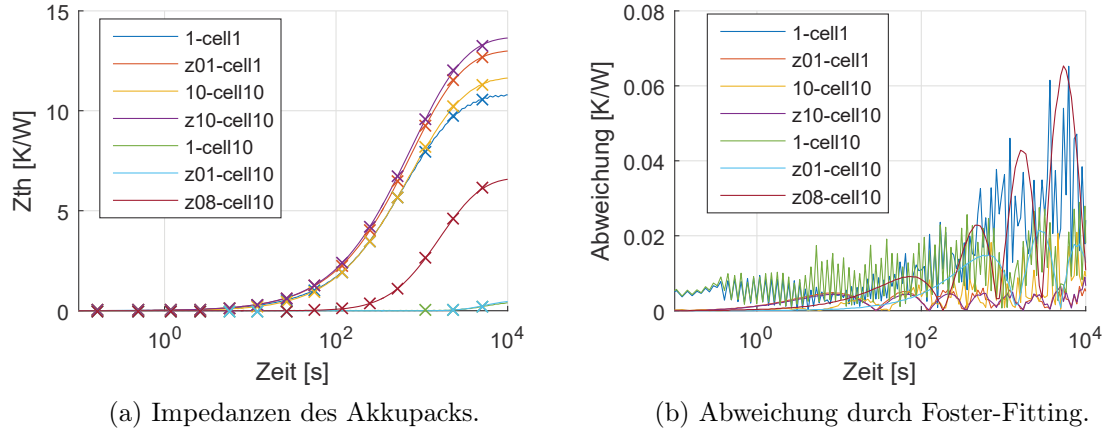 15
10
5
0
10^0
10^2
10^4
Zth [K/W]
Zeit [s]
1-cell1
z01-cell1
10-cell10
z10-cell10
1-cell10
z01-cell10
z08-cell10
(a) Impedanzen des Akkupacks.
0.08
0.06
0.04
0.02
0
10^0
10^2
10^4
Abweichung [K/W]
Zeit [s]
1-cell1
z01-cell1
10-cell10
z10-cell10
1-cell10
z01-cell10
z08-cell10
(b) Abweichung durch Foster-Fitting.